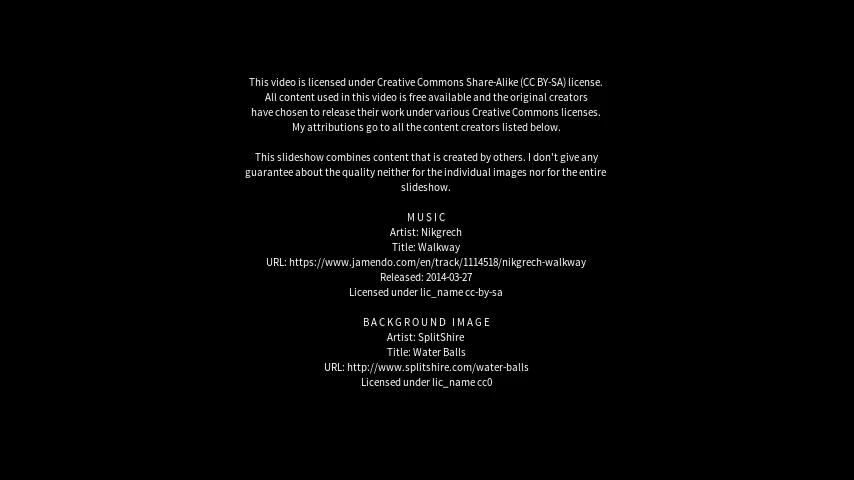 This video is licensed under Creative Commons Share-Alike (CC BY-SA) license.
All content used in this video is free available and the original creators
have chosen to release their work under various Creative Commons licenses.
My attributions go to all the content creators listed below.
This slideshow combines content that is created by others. I don't give any
guarantee about the quality neither for the individual images nor for the entire
slideshow.
MUSIC
Artist: Nikgrech
Title: Walkway
URL: https://www.jamendo.com/en/track/1114518/nikgrech-walkway
Released: 2014-03-27
Licensed under lic_name cc-by-sa
BACKGROUND IMAGE
Artist: SplitShire
Title: Water Balls
URL: http://www.splitshire.com/water-balls
Licensed under lic_name cc0